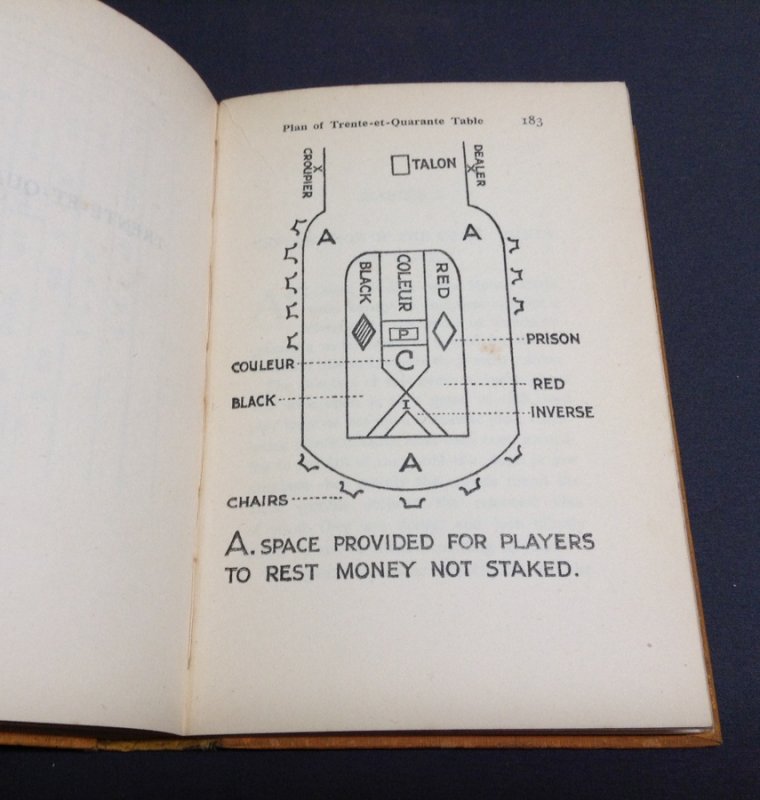 Plan of Trente-et-Quarante Table 183
CROUPIER
TALON
DEALER
A
A
BLACK
COLEUR
RED
P
PRISON
COULEUR
C
RED
BLACK
I
INVERSE
A
CHAIRS
A. SPACE PROVIDED FOR PLAYERS
TO REST MONEY NOT STAKED.